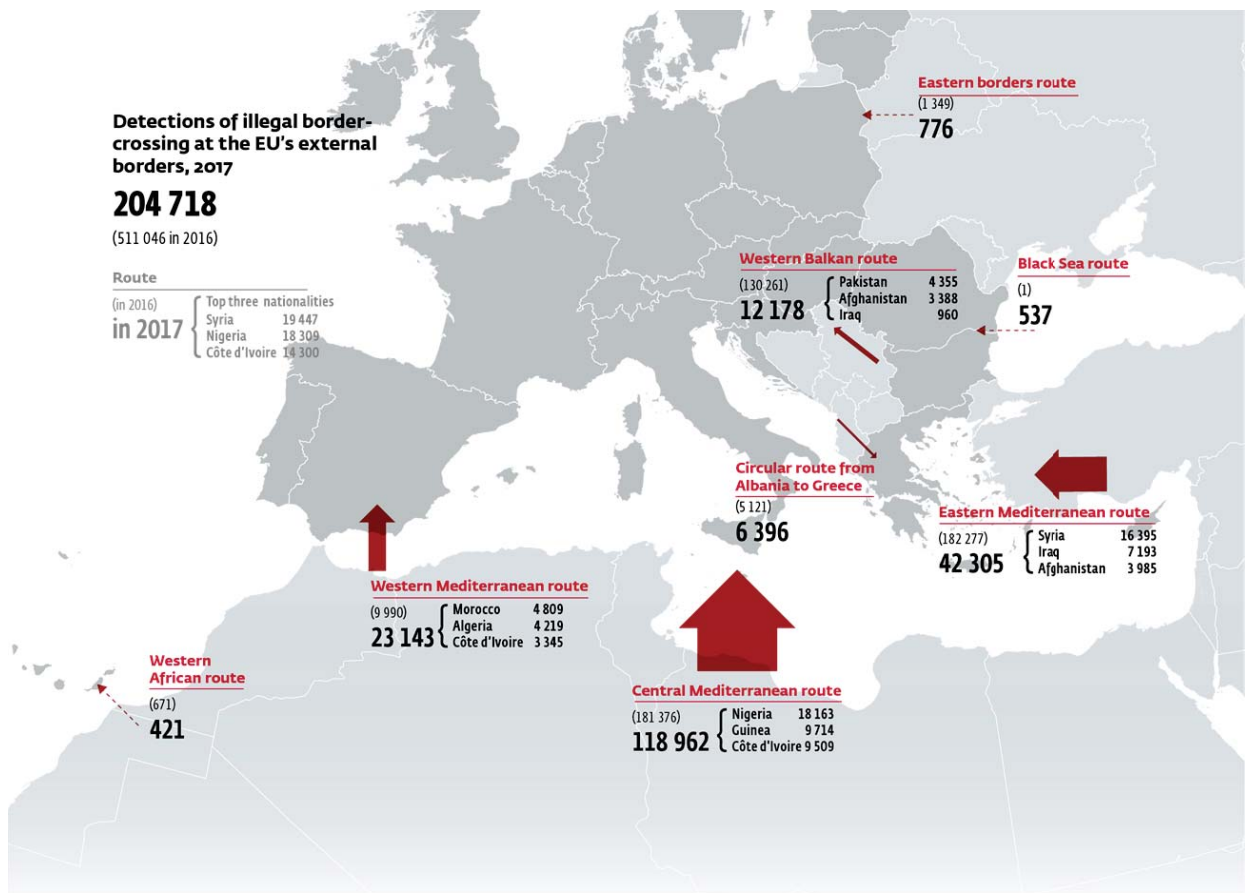 Detections of illegal border-
crossing at the EU's external
borders, 2017
204 718
(511 046 in 2016)
Route
(in 2016)
in 2017
Top three nationalities
Syria 19 447
Nigeria 18 309
Côte d'Ivoire 14 300
Eastern borders route
(1 349)
776
Western Balkan route
(130 261)
12 178
Pakistan 4 355
Afghanistan 3 388
Iraq 960
Black Sea route
(1)
537
Circular route from
Albania to Greece
(5 121)
6 396
Eastern Mediterranean route
(182 277)
42 305
Syria 16 395
Iraq 7 193
Afghanistan 3 985
Western Mediterranean route
(9 990)
23 143
Morocco 4 809
Algeria 4 219
Côte d'Ivoire 3 345
Western
African route
(671)
421
Central Mediterranean route
(181 376)
118 962
Nigeria 18 163
Guinea 9 714
Côte d'Ivoire 9 509